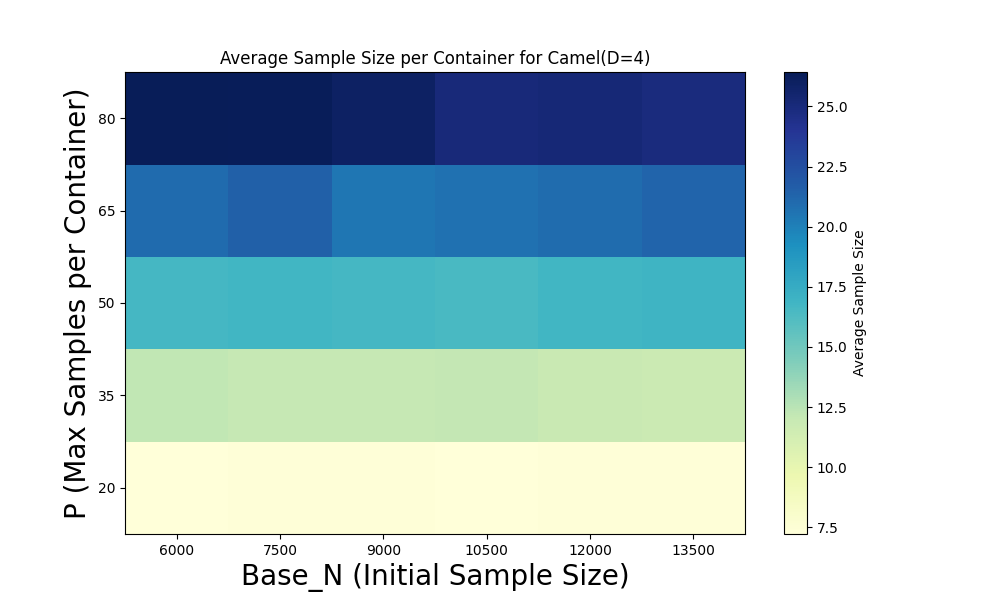 Average Sample Size per Container for Camel(D=4)
P (Max Samples per Container)
80
65
50
35
20
6000 7500 9000 10500 12000 13500
Base_N (Initial Sample Size)
25.0
22.5
20.0
17.5
15.0
12.5
10.0
7.5
Average Sample Size